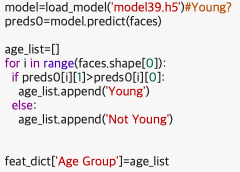 model=load_model('model39.h5')#Young?
preds0=model.predict(faces)
age_list=[]
for i in range(faces.shape[0]):
if preds0[i][1]>preds0[i][0]:
age_list.append('Young')
else:
age_list.append('Not Young')
feat_dict['Age Group']=age_list